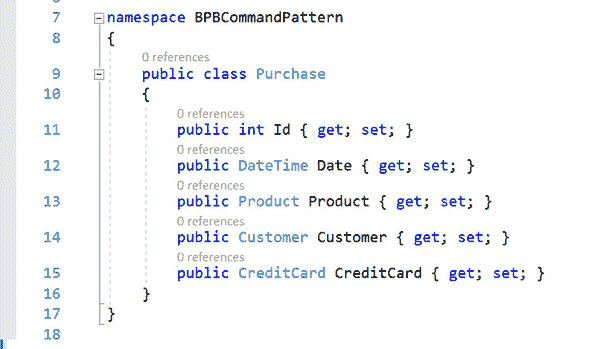 7 namespace BPBCommandPattern
8 {
0 references
9 public class Purchase
10 {
0 references
11 public int Id { get; set; }
0 references
12 public DateTime Date { get; set; }
0 references
13 public Product Product { get; set; }
0 references
14 public Customer Customer { get; set; }
0 references
15 public CreditCard CreditCard { get; set; }
16 }
17 }
18